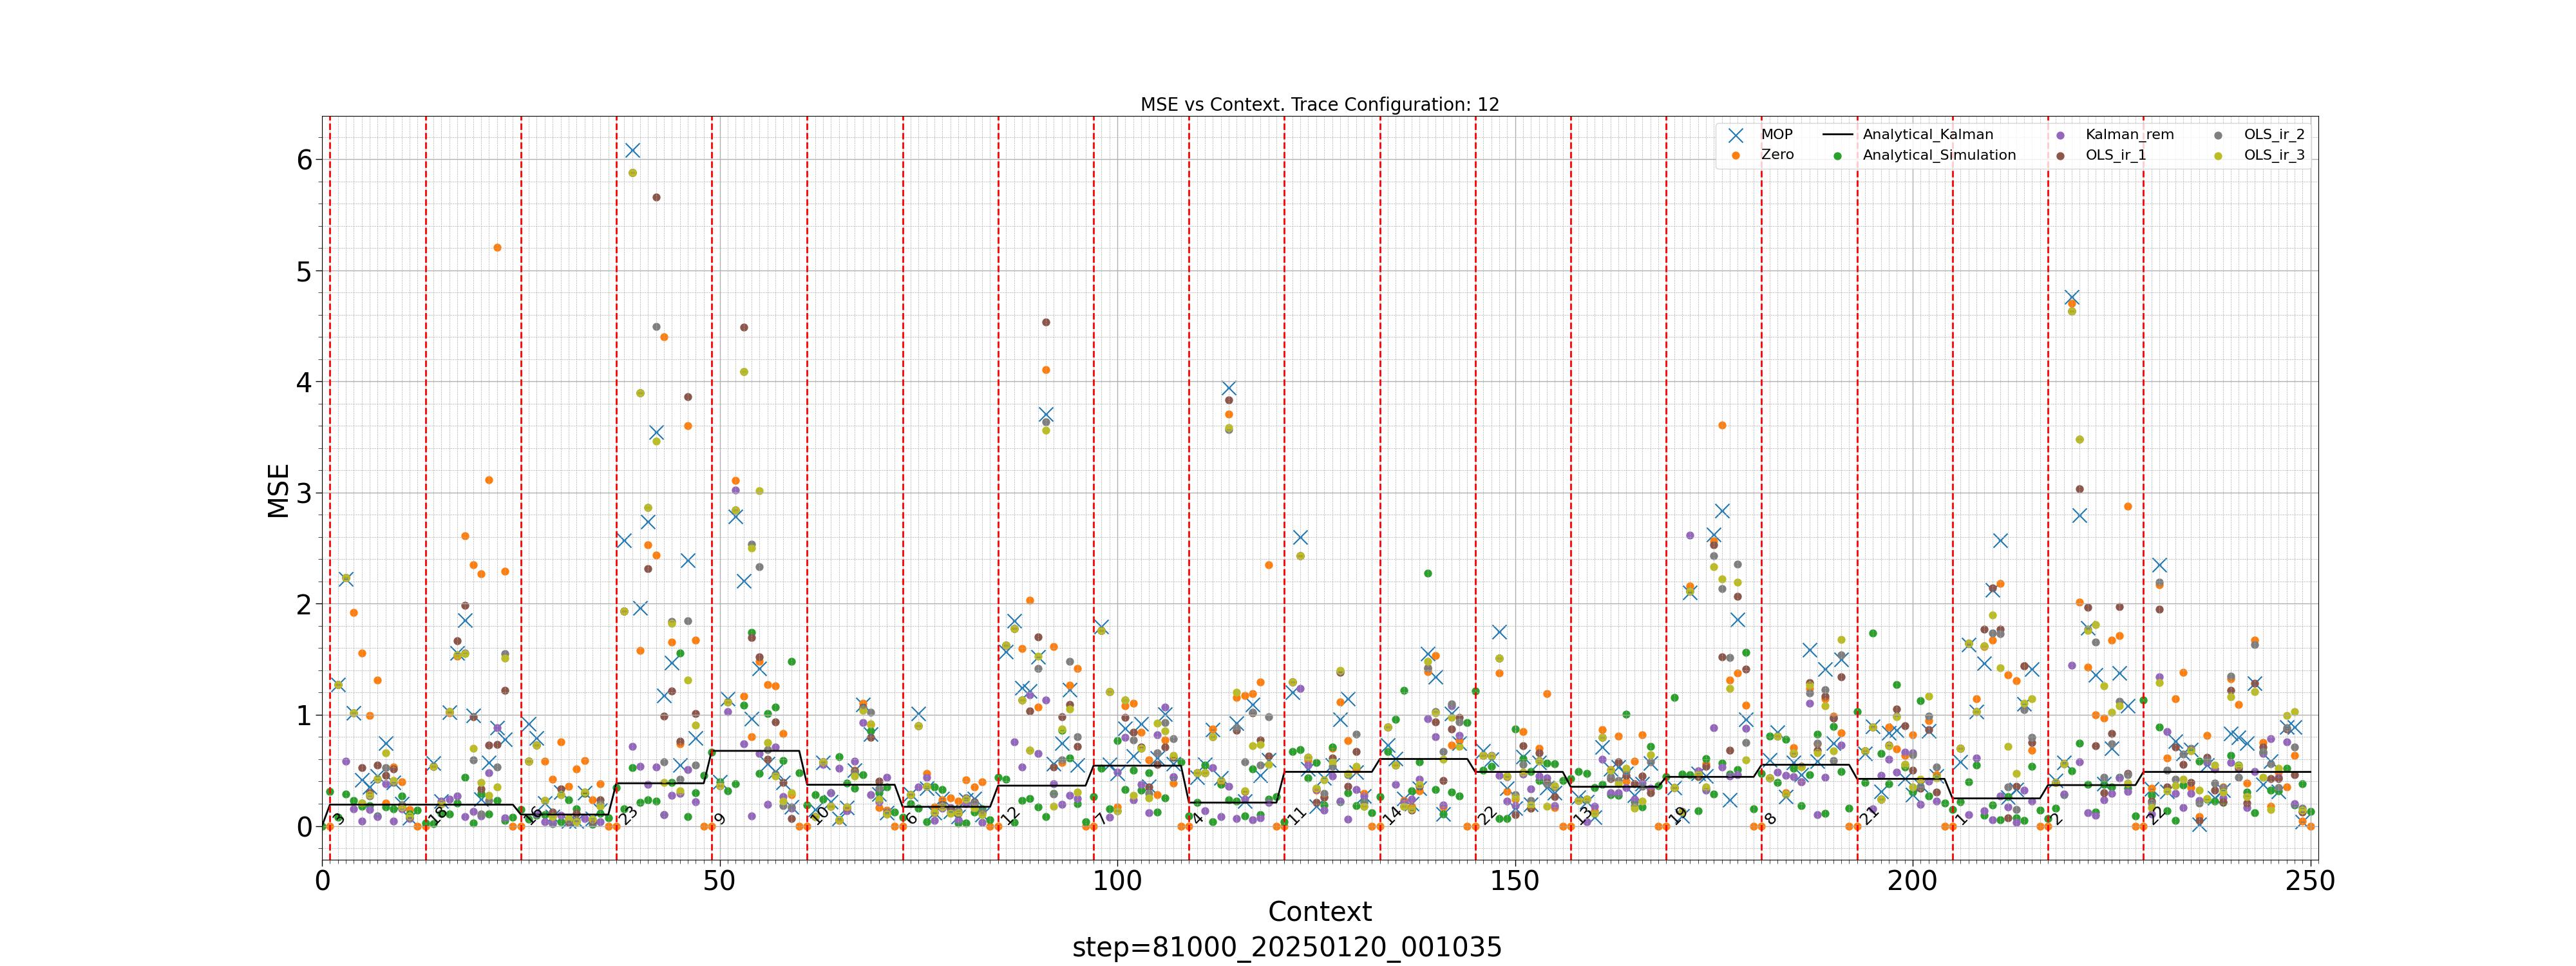 MSE vs Context. Trace Configuration: 12
MOP
Zero
Analytical_Kalman
Analytical_Simulation
Kalman_rem
OLS_ir_1
OLS_ir_2
OLS_ir_3
MSE
6
5
4
3
2
1
0
3 18 16 23 9 10 6 12 7 4 11 14 22 13 19 8 21 1 2 22
0 50 100 150 200 250
Context
step=81000_20250120_001035